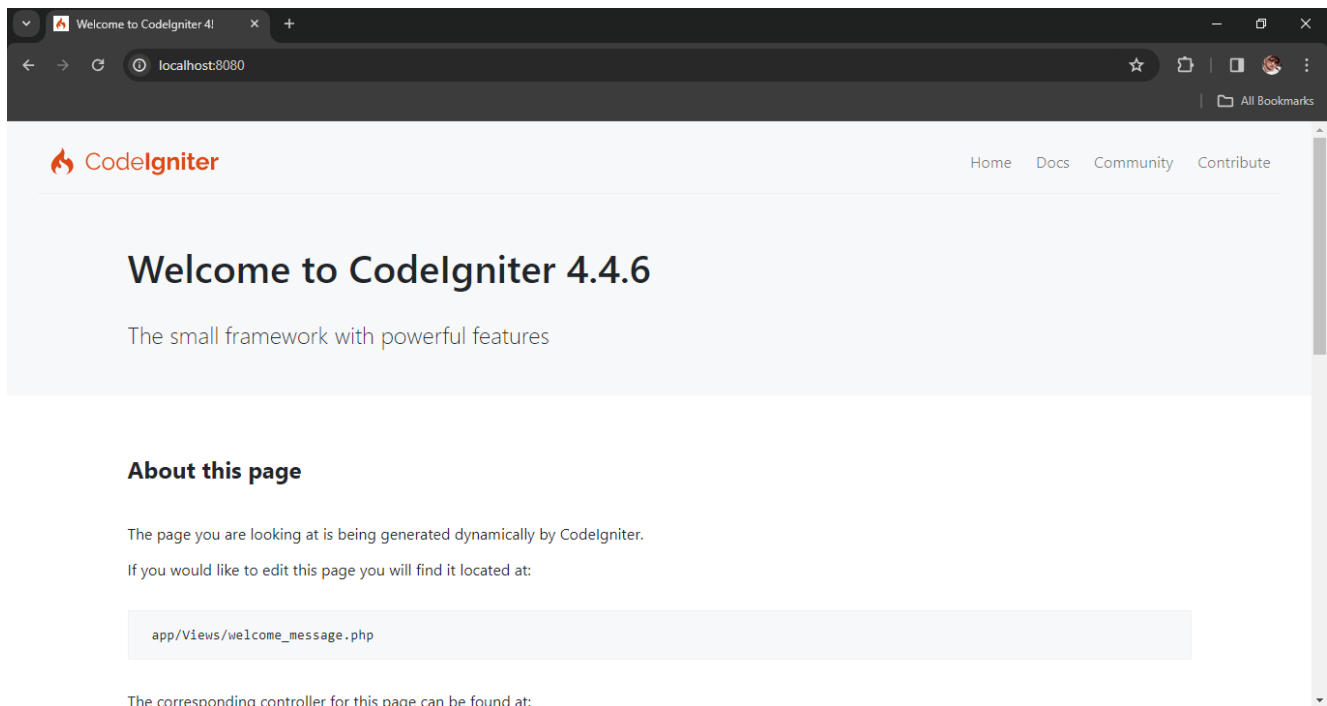 Welcome to CodeIgniter 4!
localhost:8080
All Bookmarks
CodeIgniter
Home Docs Community Contribute
Welcome to CodeIgniter 4.4.6
The small framework with powerful features
About this page
The page you are looking at is being generated dynamically by CodeIgniter.
If you would like to edit this page you will find it located at:
app/Views/welcome_message.php
The corresponding controller for this page can be found at: